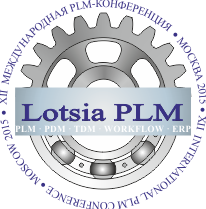 XII МЕЖДУНАРОДНАЯ PLM-КОНФЕРЕНЦИЯ • МОСКВА 2015 • XII INTERNATIONAL PLM CONFERENCE • MOSCOW 2015 •
Lotsia PLM
PLM · PDM · TDM · WORKFLOW · ERP